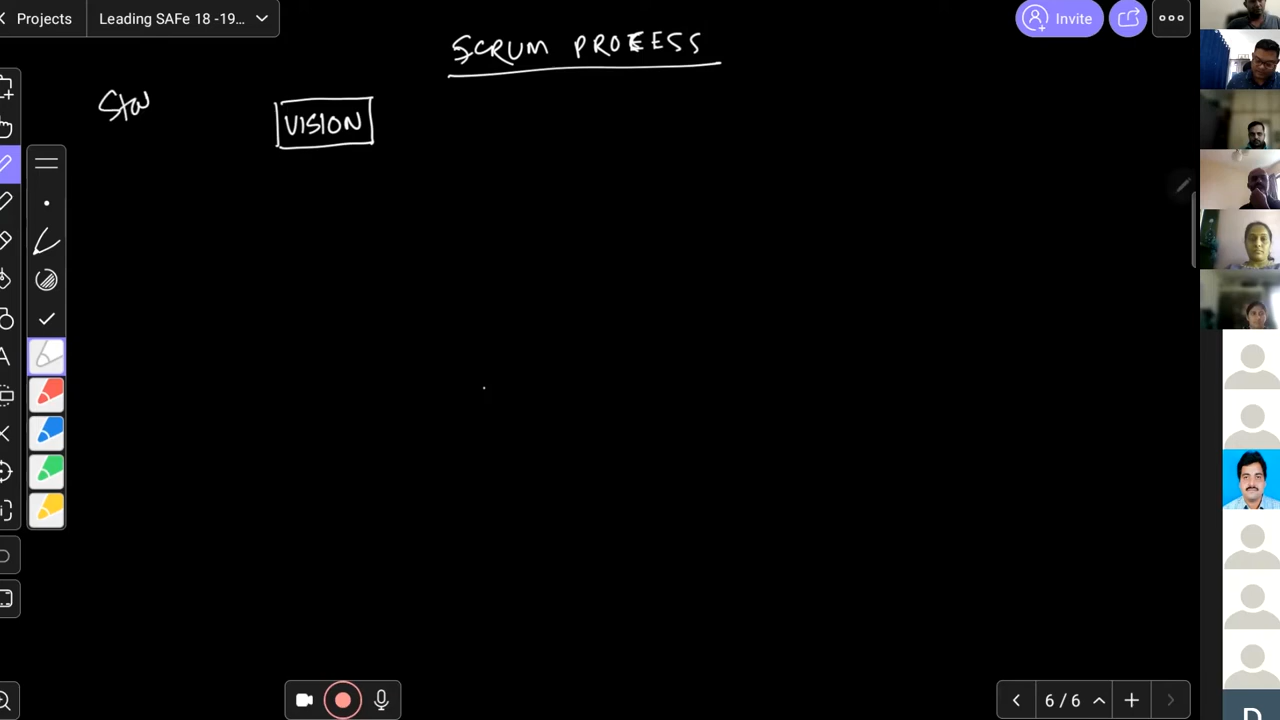 Projects
Leading SAFe 18 -19...
Invite
SCRUM PROCESS
VISION
6/6
D